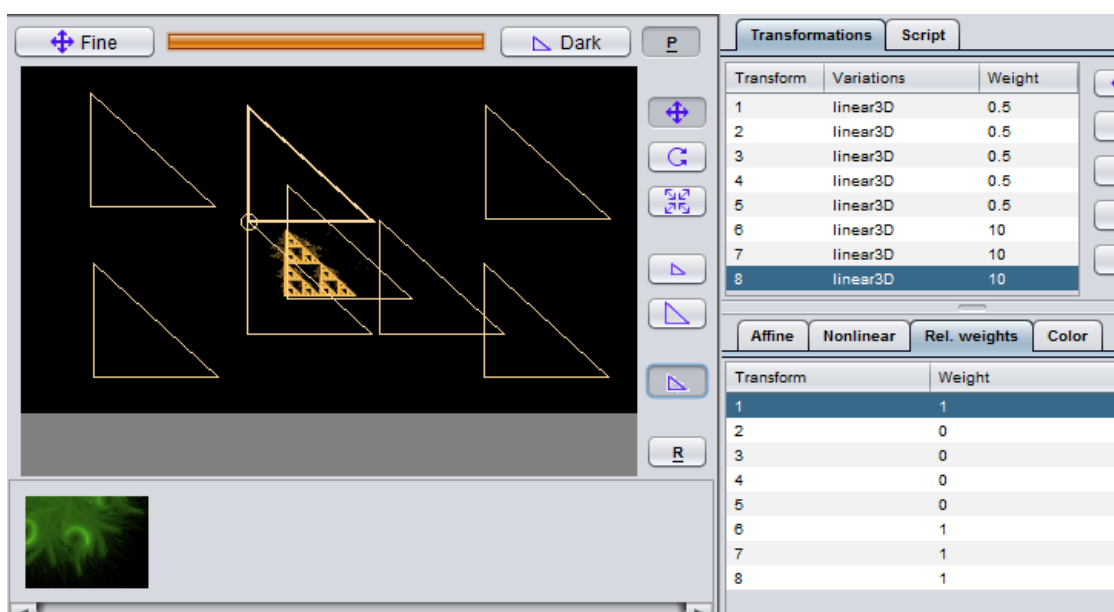 Fine
Dark
P
R
Transformations Script
Transform Variations Weight
1 linear3D 0.5
2 linear3D 0.5
3 linear3D 0.5
4 linear3D 0.5
5 linear3D 0.5
6 linear3D 10
7 linear3D 10
8 linear3D 10
Affine Nonlinear Rel. weights Color
Transform Weight
1 1
2 0
3 0
4 0
5 0
6 1
7 1
8 1